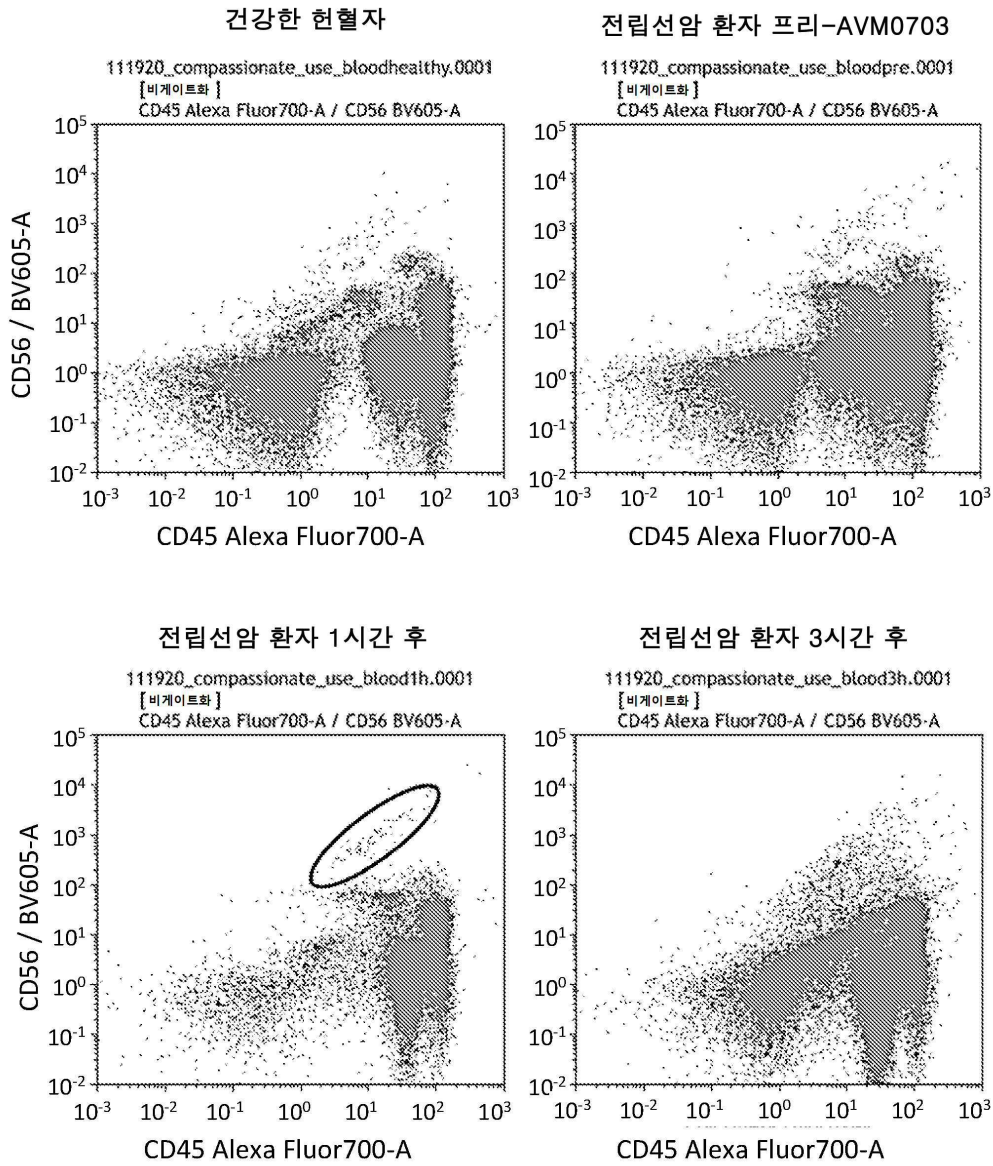 건강한 헌혈자
111920_compassionate_use_bloodhealthy.0001
[비게이트화]
CD45 Alexa Fluor700-A / CD56 BV605-A
CD56 / BV605-A
10^5
10^4
10^3
10^2
10^1
10^0
10^-1
10^-2
10^-3 10^-2 10^-1 10^0 10^1 10^2 10^3
CD45 Alexa Fluor700-A
전립선암 환자 프리-AVM0703
111920_compassionate_use_bloodpre.0001
[비게이트화]
CD45 Alexa Fluor700-A / CD56 BV605-A
10^5
10^4
10^3
10^2
10^1
10^0
10^-1
10^-2
10^-3 10^-2 10^-1 10^0 10^1 10^2 10^3
CD45 Alexa Fluor700-A
전립선암 환자 1시간 후
111920_compassionate_use_blood1h.0001
[비게이트화]
CD45 Alexa Fluor700-A / CD56 BV605-A
CD56 / BV605-A
10^5
10^4
10^3
10^2
10^1
10^0
10^-1
10^-2
10^-3 10^-2 10^-1 10^0 10^1 10^2 10^3
CD45 Alexa Fluor700-A
전립선암 환자 3시간 후
111920_compassionate_use_blood3h.0001
[비게이트화]
CD45 Alexa Fluor700-A / CD56 BV605-A
10^5
10^4
10^3
10^2
10^1
10^0
10^-1
10^-2
10^-3 10^-2 10^-1 10^0 10^1 10^2 10^3
CD45 Alexa Fluor700-A